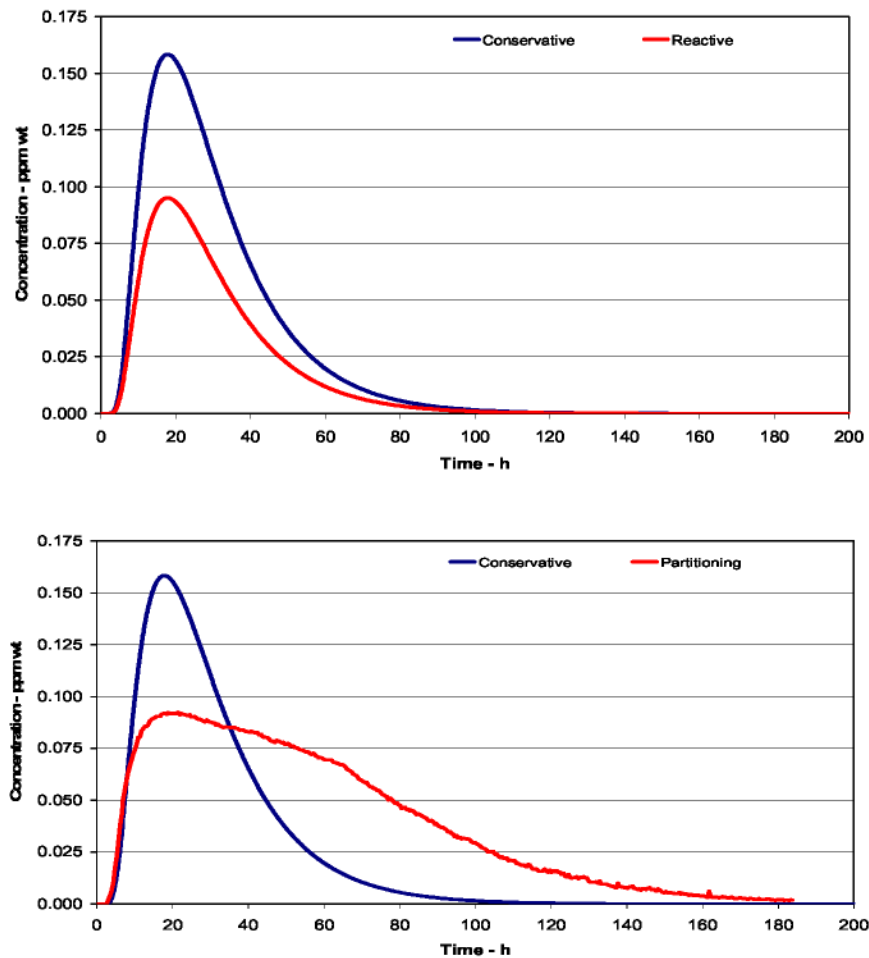 0.175
Conservative Reactive
0.150
0.125
0.100
0.075
0.050
0.025
0.000
Concentration - ppm wt
0 20 40 60 80 100 120 140 160 180 200
Time - h
0.175
Conservative Partitioning
0.150
0.125
0.100
0.075
0.050
0.025
0.000
Concentration - ppm wt
0 20 40 60 80 100 120 140 160 180 200
Time - h